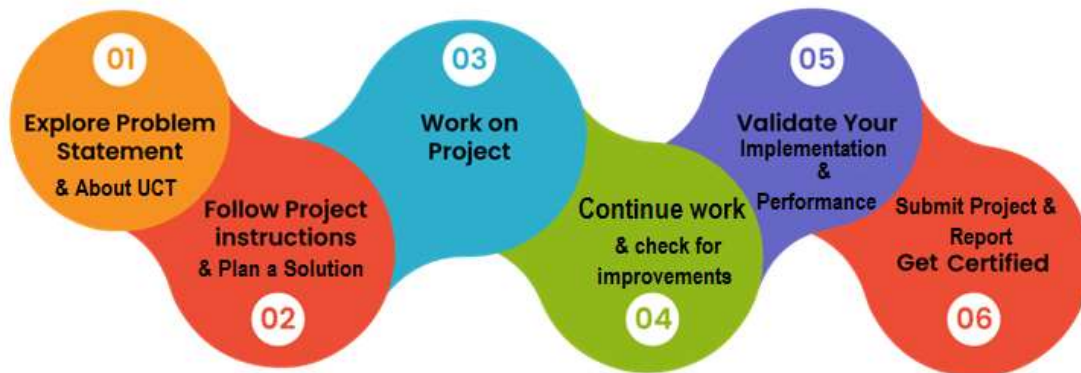 01
Explore Problem
Statement
& About UCT
Follow Project
instructions
& Plan a Solution
02
03
Work on
Project
Continue work
& check for
improvements
04
05
Validate Your
Implementation
&
Performance
Submit Project &
Report
Get Certified
06